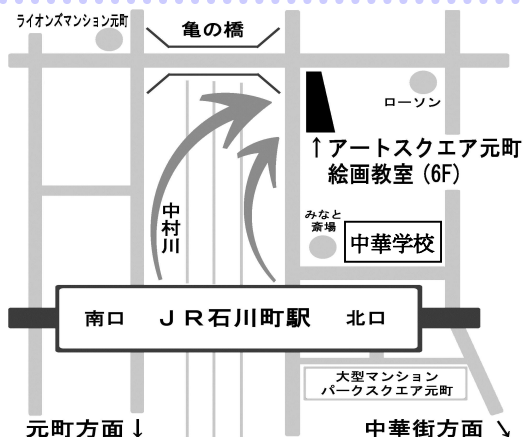 ライオンズマンション元町
亀の橋
ローソン
↑アートスクエア元町
絵画教室(6F)
中村川
みなと
斎場
中華学校
南口 JR石川町駅 北口
大型マンション
パークスクエア元町
元町方面↓
中華街方面↘